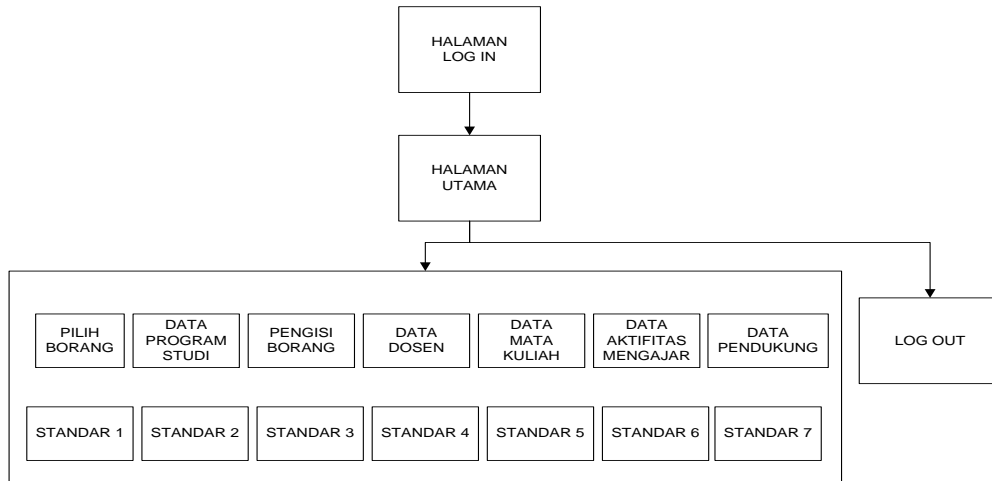 HALAMAN
LOG IN
HALAMAN
UTAMA
PILIH
BORANG
DATA
PROGRAM
STUDI
PENGISI
BORANG
DATA
DOSEN
DATA
MATA
KULIAH
DATA
AKTIFITAS
MENGAJAR
DATA
PENDUKUNG
LOG OUT
STANDAR 1
STANDAR 2
STANDAR 3
STANDAR 4
STANDAR 5
STANDAR 6
STANDAR 7